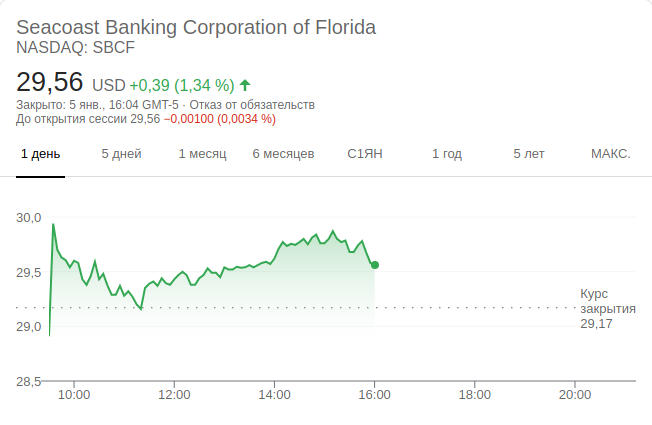 Seacoast Banking Corporation of Florida
NASDAQ: SBCF
29,56 USD +0,39 (1,34 %)
Закрыто: 5 янв., 16:04 GMT-5 · Отказ от обязательств
До открытия сессии 29,56 −0,00100 (0,0034 %)
1 день 5 дней 1 месяц 6 месяцев С1ЯН 1 год 5 лет МАКС.
30,0
29,5
Курс
закрытия
29,17
29,0
28,5
10:00 12:00 14:00 16:00 18:00 20:00